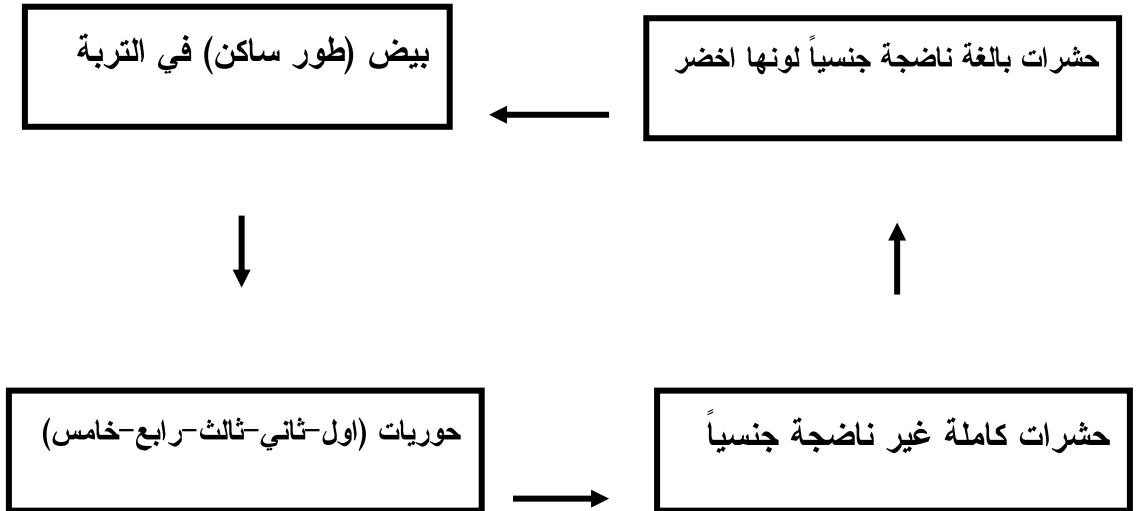 حشرات بالغة ناضجة جنسياً لونها اخضر
بيض (طور ساكن) في التربة
حوريات (اول-ثاني-ثالث-رابع-خامس)
حشرات كاملة غير ناضجة جنسياً